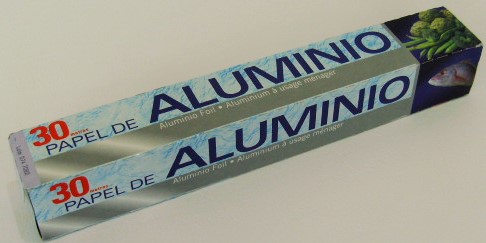 30 metros
PAPEL DE ALUMINIO
Aluminio Foil • Aluminium à usage ménager
30 metros
PAPEL DE ALUMINIO
Aluminio Foil • Aluminium à usage ménager